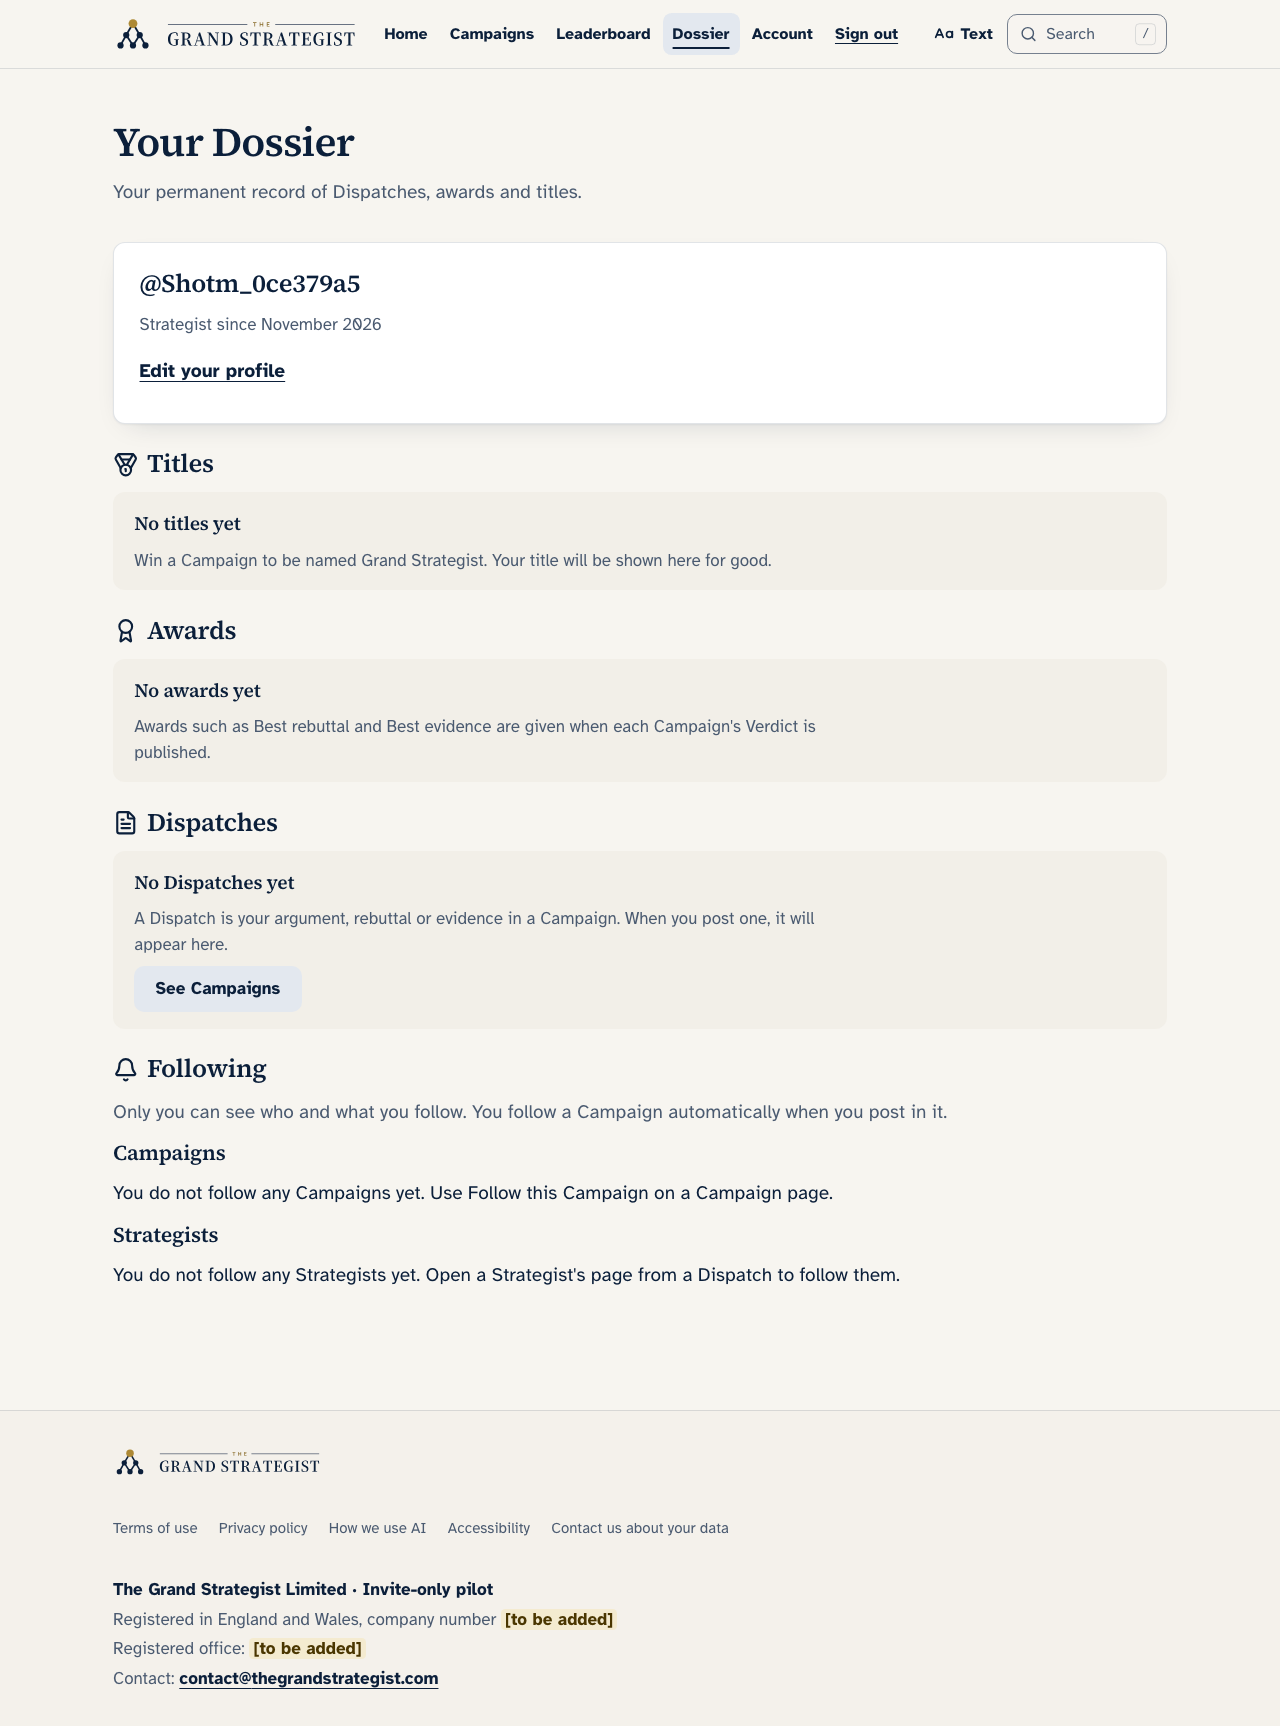 THE
GRAND STRATEGIST
Home
Campaigns
Leaderboard
Dossier
Account
Sign out
Aa Text
Search
/
Your Dossier
Your permanent record of Dispatches, awards and titles.
@Shotm_0ce379a5
Strategist since November 2026
Edit your profile
Titles
No titles yet
Win a Campaign to be named Grand Strategist. Your title will be shown here for good.
Awards
No awards yet
Awards such as Best rebuttal and Best evidence are given when each Campaign's Verdict is
published.
Dispatches
No Dispatches yet
A Dispatch is your argument, rebuttal or evidence in a Campaign. When you post one, it will
appear here.
See Campaigns
Following
Only you can see who and what you follow. You follow a Campaign automatically when you post in it.
Campaigns
You do not follow any Campaigns yet. Use Follow this Campaign on a Campaign page.
Strategists
You do not follow any Strategists yet. Open a Strategist's page from a Dispatch to follow them.
THE
GRAND STRATEGIST
Terms of use
Privacy policy
How we use AI
Accessibility
Contact us about your data
The Grand Strategist Limited · Invite-only pilot
Registered in England and Wales, company number [to be added]
Registered office: [to be added]
Contact: contact@thegrandstrategist.com